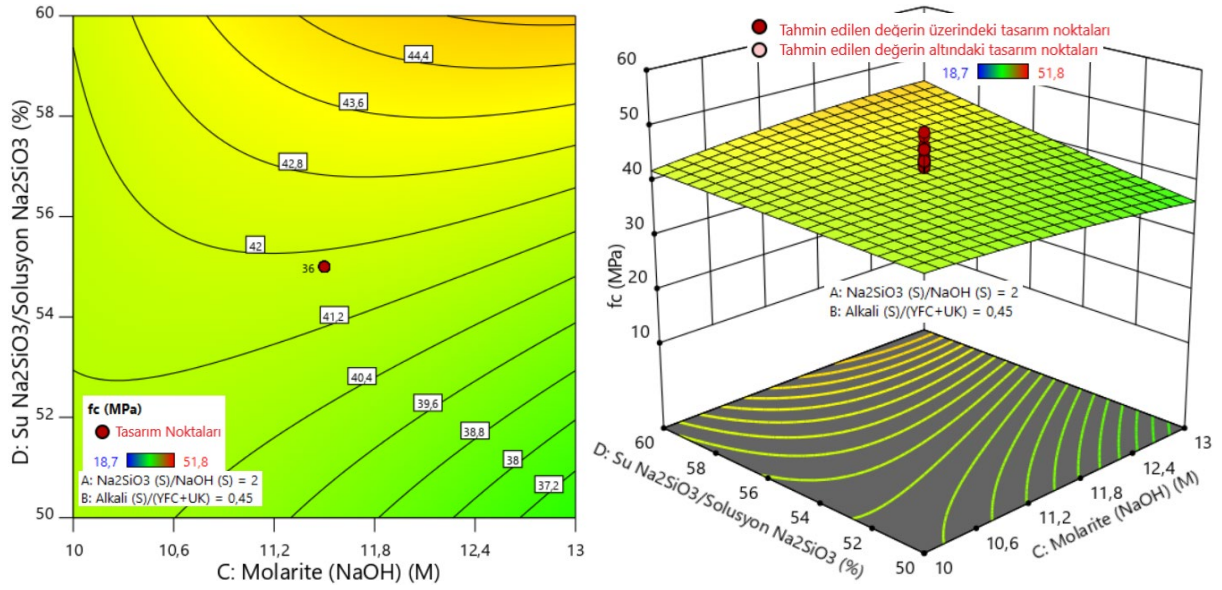 60
58
56
54
52
50
D: Su Na2SiO3/Solusyon Na2SiO3 (%)
44,4
43,6
42,8
42
36
41,2
40,4
39,6
38,8
38
37,2
fc (MPa)
Tasarım Noktaları
18,7 51,8
A: Na2SiO3 (S)/NaOH (S) = 2
B: Alkali (S)/(YFC+UK) = 0,45
10 10,6 11,2 11,8 12,4 13
C: Molarite (NaOH) (M)
Tahmin edilen değerin üzerindeki tasarım noktaları
Tahmin edilen değerin altındaki tasarım noktaları
18,7 51,8
60
50
40
30
20
10
fc (MPa)
A: Na2SiO3 (S)/NaOH (S) = 2
B: Alkali (S)/(YFC+UK) = 0,45
60
58
56
54
52
50
D: Su Na2SiO3/Solusyon Na2SiO3 (%)
10
10,6
11,2
11,8
12,4
13
C: Molarite (NaOH) (M)